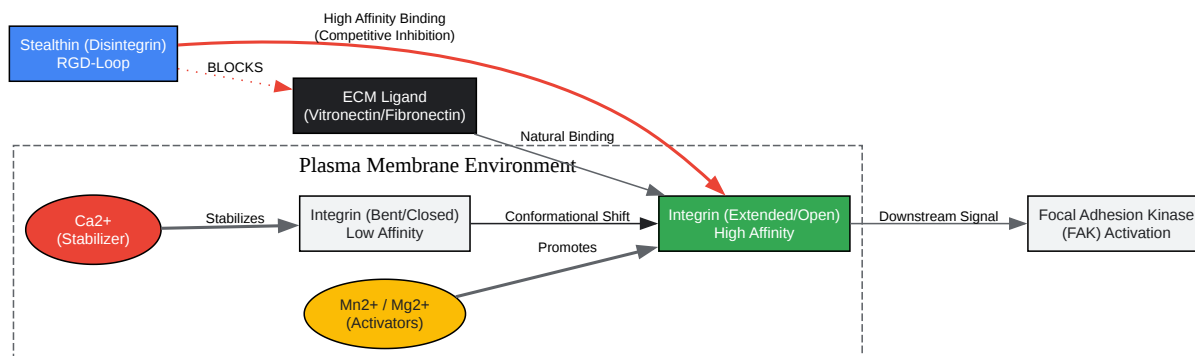 High Affinity Binding
(Competitive Inhibition)
Stealthin (Disintegrin)
RGD-Loop
BLOCKS
ECM Ligand
(Vitronectin/Fibronectin)
Natural Binding
Plasma Membrane Environment
Ca2+
(Stabilizer)
Stabilizes
Integrin (Bent/Closed)
Low Affinity
Conformational Shift
Integrin (Extended/Open)
High Affinity
Downstream Signal
Focal Adhesion Kinase
(FAK) Activation
Promotes
Mn2+ / Mg2+
(Activators)